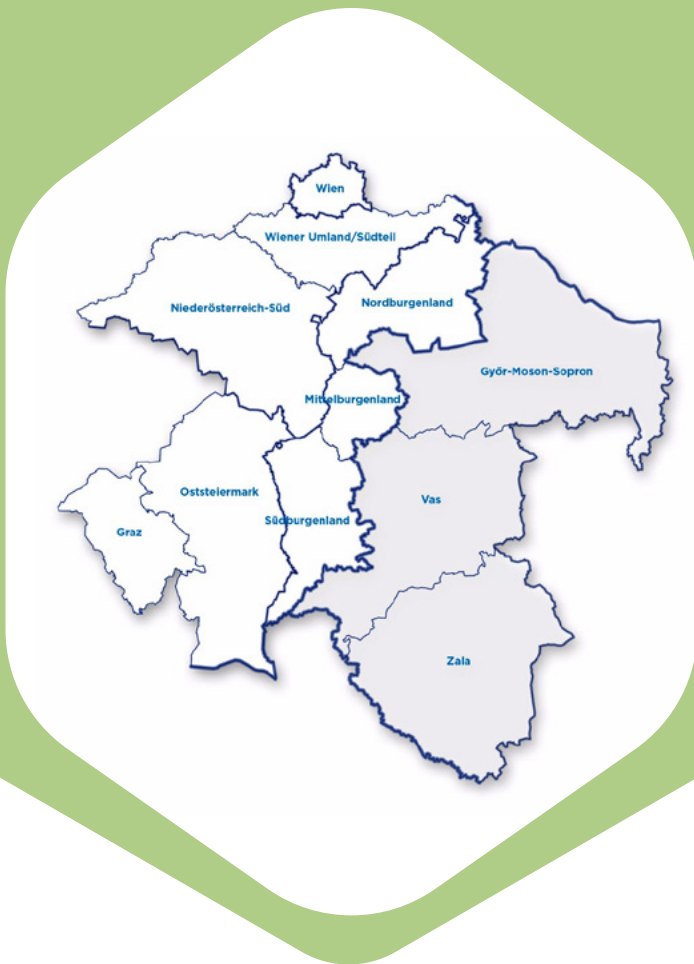 Wien
Wiener Umland/Südteil
Niederösterreich-Süd
Nordburgenland
Győr-Moson-Sopron
Mittelburgenland
Oststeiermark
Vas
Südburgenland
Graz
Zala